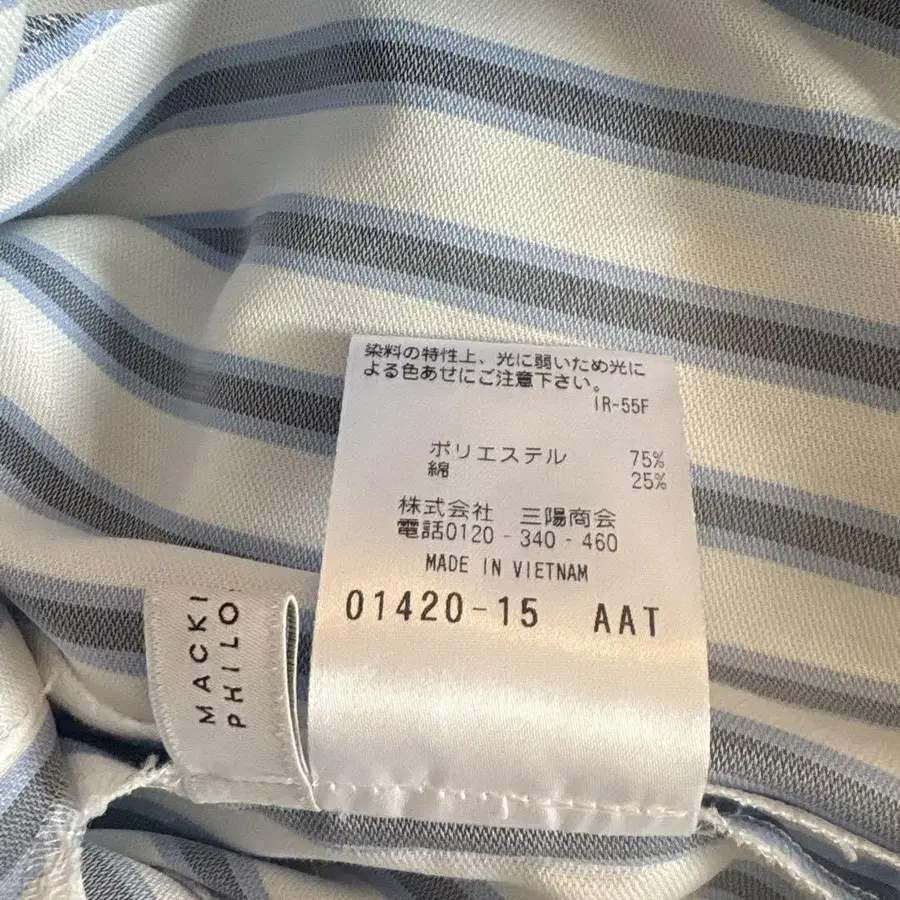 染料の特性上、光に弱いため光に
よる色あせにご注意下さい。
IR-55F
ポリエステル 75%
綿 25%
株式会社 三陽商会
電話0120-340-460
MADE IN VIETNAM
01420-15 AAT
MACKI
PHILO